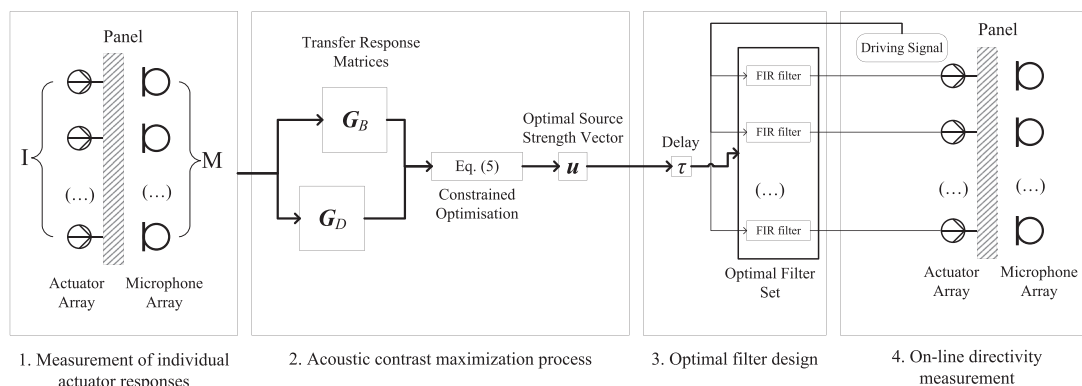 Panel
I
M
(...)
(...)
Actuator
Array
Microphone
Array
1. Measurement of individual
actuator responses
Transfer Response
Matrices
G_B
G_D
Eq. (5)
Constrained
Optimisation
Optimal Source
Strength Vector
u
2. Acoustic contrast maximization process
Delay
τ
FIR filter
FIR filter
(...)
FIR filter
Optimal Filter
Set
3. Optimal filter design
Driving Signal
Panel
(...)
(...)
Actuator
Array
Microphone
Array
4. On-line directivity
measurement